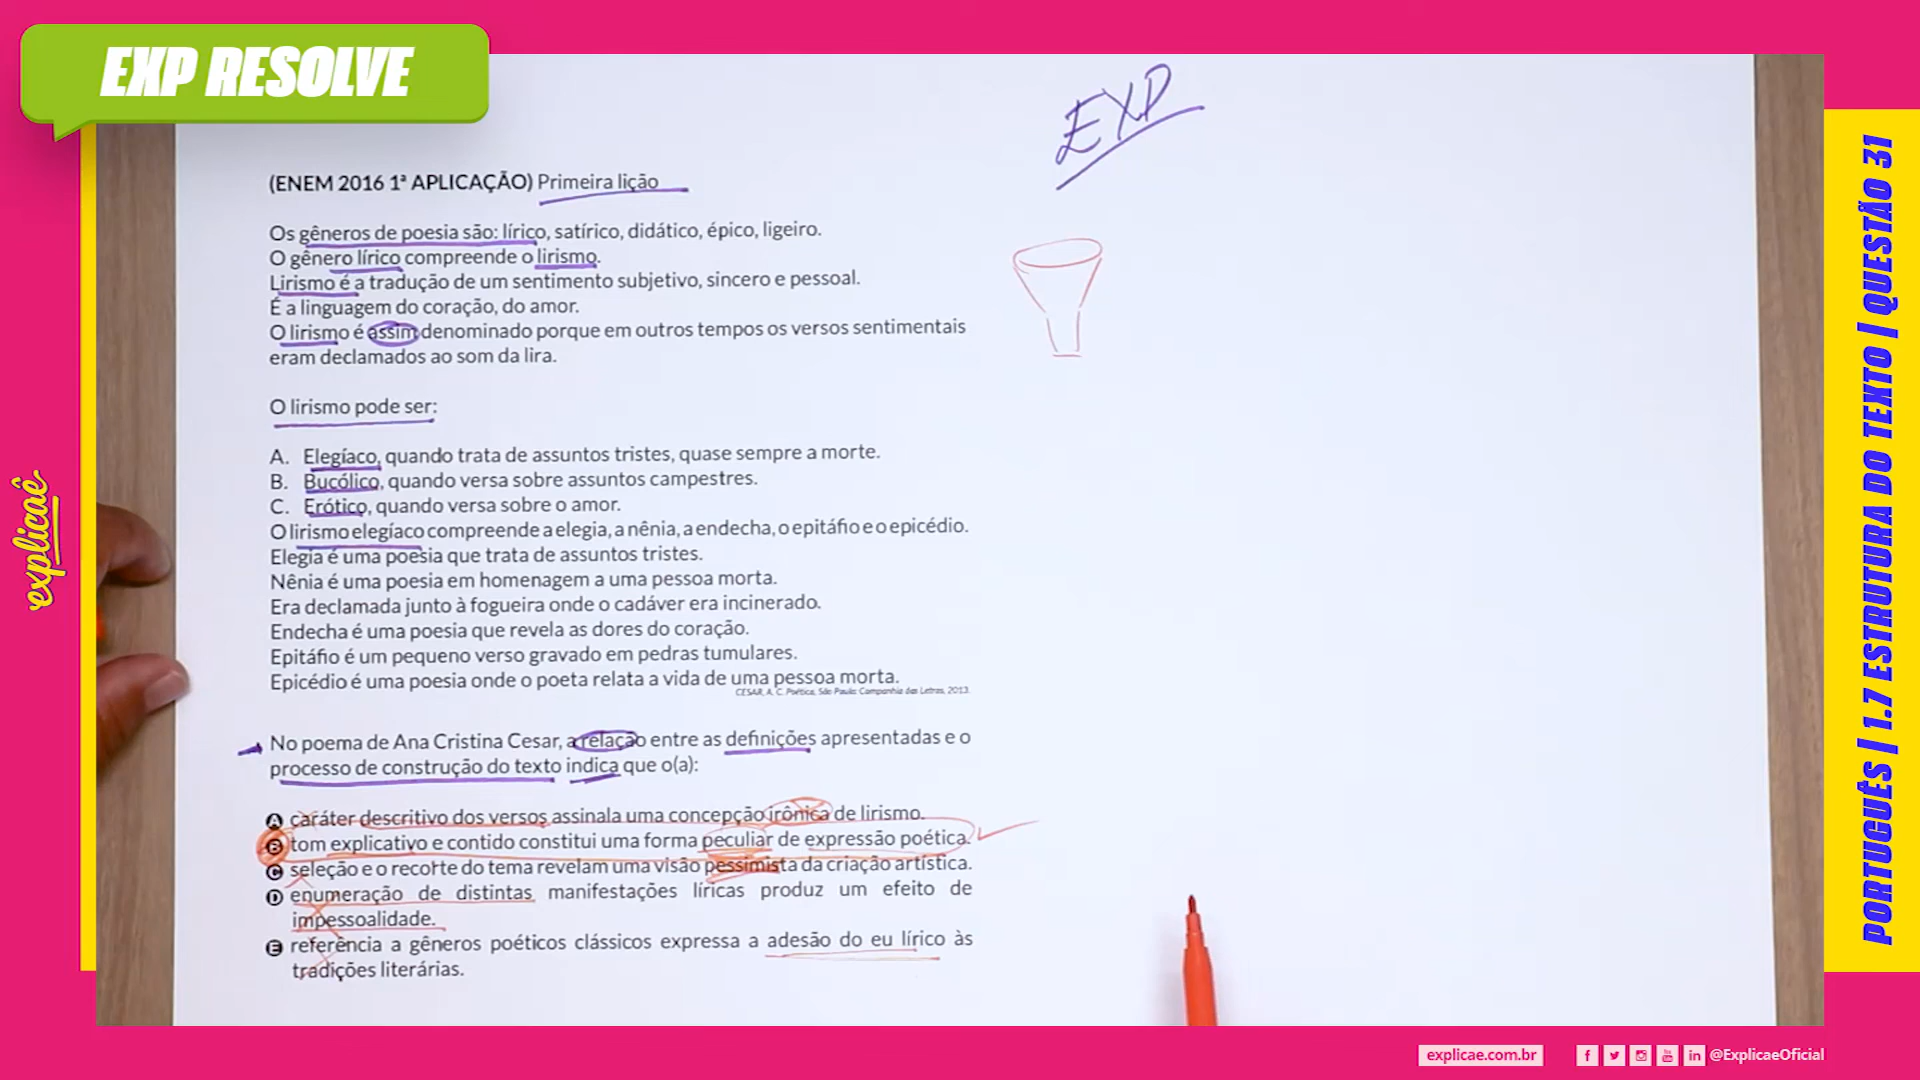 EXP RESOLVE
EXP
(ENEM 2016 1ª APLICAÇÃO) Primeira lição
Os gêneros de poesia são: lírico, satírico, didático, épico, ligeiro.
O gênero lírico compreende o lirismo.
Lirismo é a tradução de um sentimento subjetivo, sincero e pessoal.
É a linguagem do coração, do amor.
O lirismo é assim denominado porque em outros tempos os versos sentimentais
eram declamados ao som da lira.
O lirismo pode ser:
A. Elegíaco, quando trata de assuntos tristes, quase sempre a morte.
B. Bucólico, quando versa sobre assuntos campestres.
C. Erótico, quando versa sobre o amor.
O lirismo elegíaco compreende a elegia, a nênia, a endecha, o epitáfio e o epicédio.
Elegia é uma poesia que trata de assuntos tristes.
Nênia é uma poesia em homenagem a uma pessoa morta.
Era declamada junto à fogueira onde o cadáver era incinerado.
Endecha é uma poesia que revela as dores do coração.
Epitáfio é um pequeno verso gravado em pedras tumulares.
Epicédio é uma poesia onde o poeta relata a vida de uma pessoa morta.
CESAR, A. C. Poética. São Paulo: Companhia das Letras, 2013.
No poema de Ana Cristina Cesar, a relação entre as definições apresentadas e o
processo de construção do texto indica que o(a):
A caráter descritivo dos versos assinala uma concepção irônica de lirismo.
B tom explicativo e contido constitui uma forma peculiar de expressão poética.
C seleção e o recorte do tema revelam uma visão pessimista da criação artística.
D enumeração de distintas manifestações líricas produz um efeito de
impessoalidade.
E referência a gêneros poéticos clássicos expressa a adesão do eu lírico às
tradições literárias.
explicaê
PORTUGUÊS | 1.7 ESTRUTURA DO TEXTO | QUESTÃO 31
explicae.com.br
@ExplicaeOficial